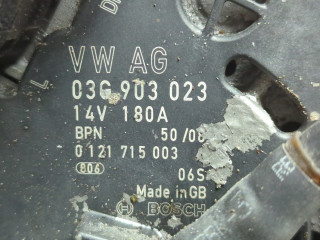 VW AG
03G 903 023
14V 180A
BPN 50/08
0 121 715 003
806 06S
Made in GB
BOSCH
L